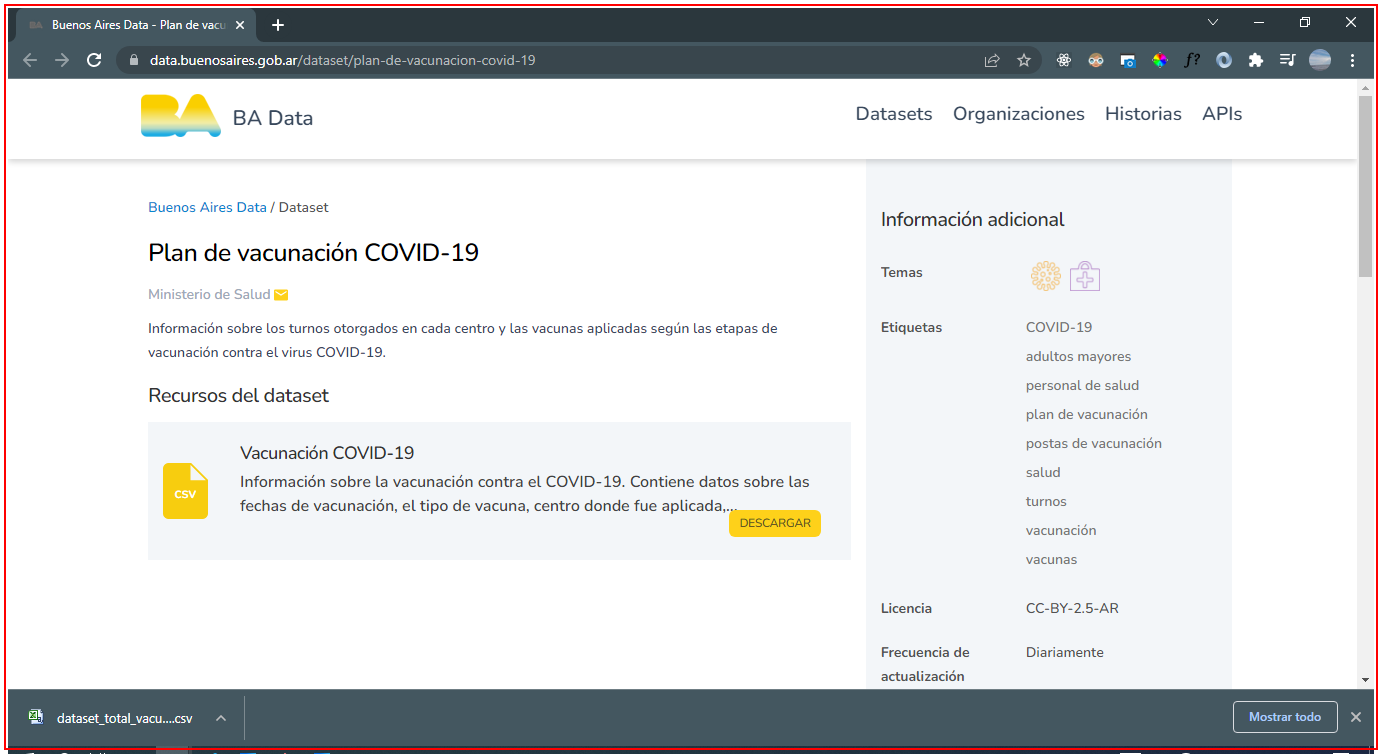 Buenos Aires Data - Plan de vacu
data.buenosaires.gob.ar/dataset/plan-de-vacunacion-covid-19
f?
BA
BA Data
Datasets
Organizaciones
Historias
APIs
Buenos Aires Data / Dataset
Plan de vacunación COVID-19
Ministerio de Salud
Información sobre los turnos otorgados en cada centro y las vacunas aplicadas según las etapas de
vacunación contra el virus COVID-19.
Recursos del dataset
CSV
Vacunación COVID-19
Información sobre la vacunación contra el COVID-19. Contiene datos sobre las
fechas de vacunación, el tipo de vacuna, centro donde fue aplicada,...
DESCARGAR
Información adicional
Temas
Etiquetas
COVID-19
adultos mayores
personal de salud
plan de vacunación
postas de vacunación
salud
turnos
vacunación
vacunas
Licencia
CC-BY-2.5-AR
Frecuencia de
actualización
Diariamente
dataset_total_vacu....csv
Mostrar todo